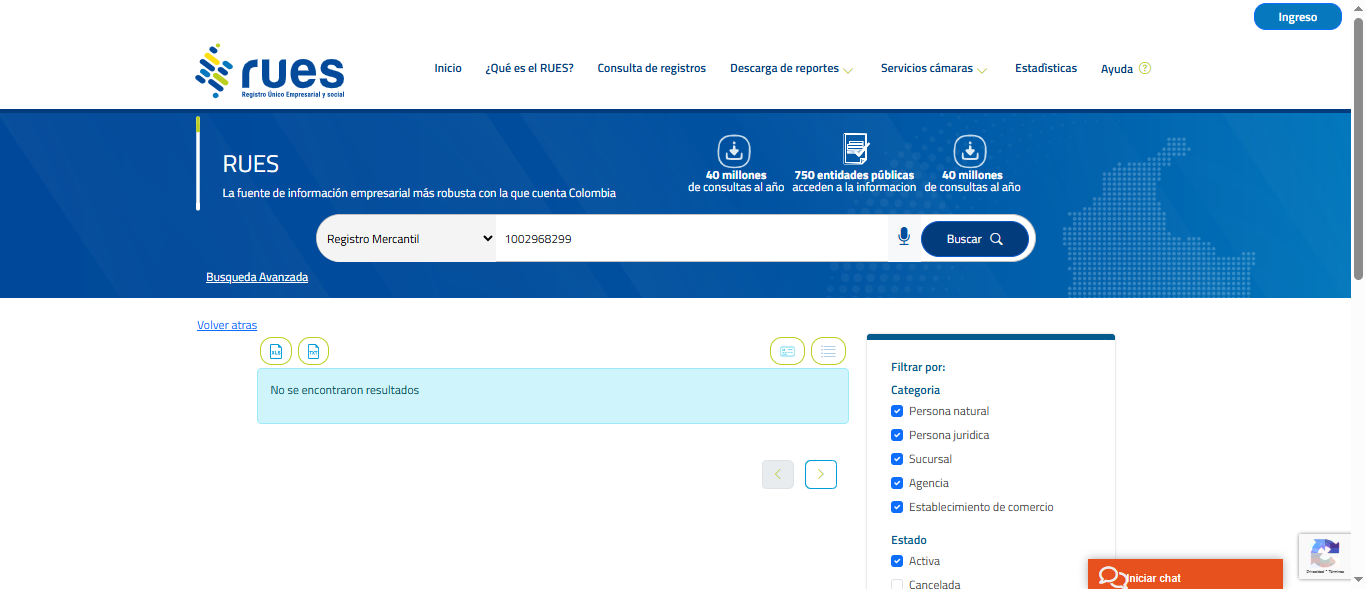 Ingreso
rues
Registro Único Empresarial y social
Inicio
¿Qué es el RUES?
Consulta de registros
Descarga de reportes
Servicios cámaras
Estadìsticas
Ayuda ?
RUES
La fuente de información empresarial más robusta con la que cuenta Colombia
40 millones
de consultas al año
750 entidades públicas
acceden a la informacion
40 millones
de consultas al año
Registro Mercantil
1002968299
Buscar
Busqueda Avanzada
Volver atras
XLS
TXT
No se encontraron resultados
Filtrar por:
Categoria
Persona natural
Persona juridica
Sucursal
Agencia
Establecimiento de comercio
Estado
Activa
Cancelada
Iniciar chat